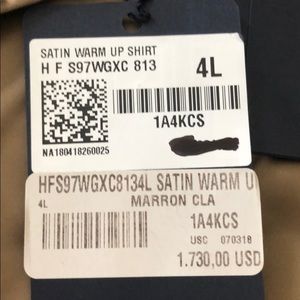 SATIN WARM UP SHIRT
H F S97WGXC 813
4L
1A4KCS
NA180418260025
HFS97WGXC8134L SATIN WARM U
4L
MARRON CLA
1A4KCS
USC 070318
1.730,00 USD